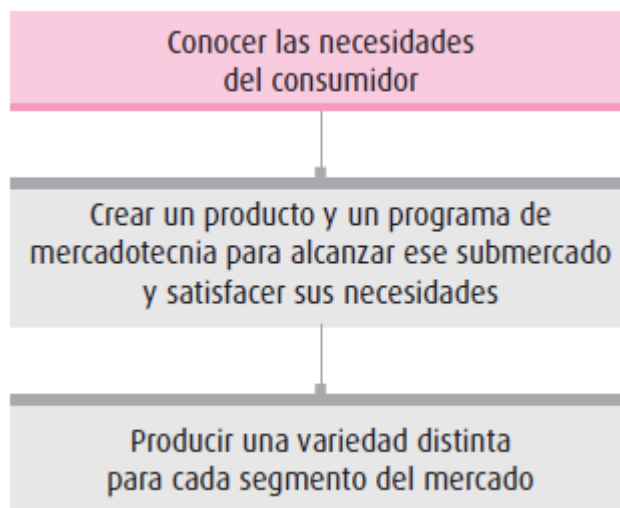 Conocer las necesidades
del consumidor
Crear un producto y un programa de
mercadotecnia para alcanzar ese submercado
y satisfacer sus necesidades
Producir una variedad distinta
para cada segmento del mercado